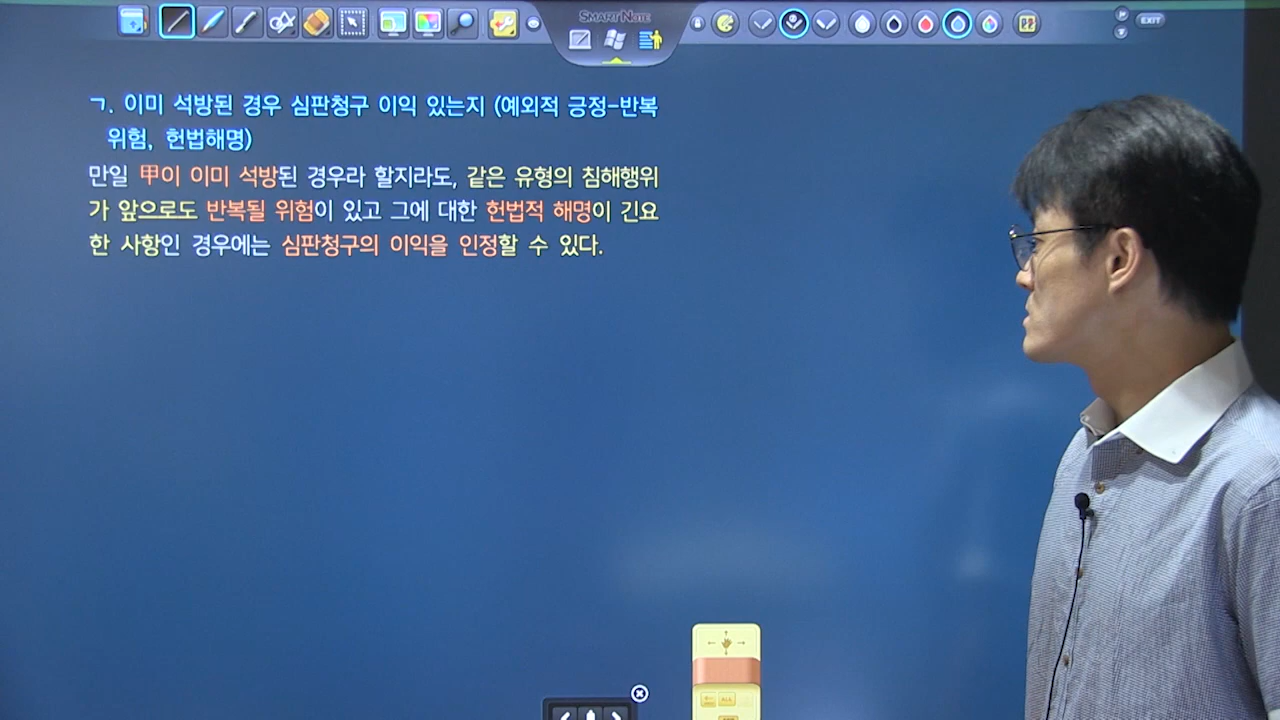 SMART NOTE
EXIT
ㄱ. 이미 석방된 경우 심판청구 이익 있는지 (예외적 긍정-반복
위험, 헌법해명)
만일 甲이 이미 석방된 경우라 할지라도, 같은 유형의 침해행위
가 앞으로도 반복될 위험이 있고 그에 대한 헌법적 해명이 긴요
한 사항인 경우에는 심판청구의 이익을 인정할 수 있다.
ALL